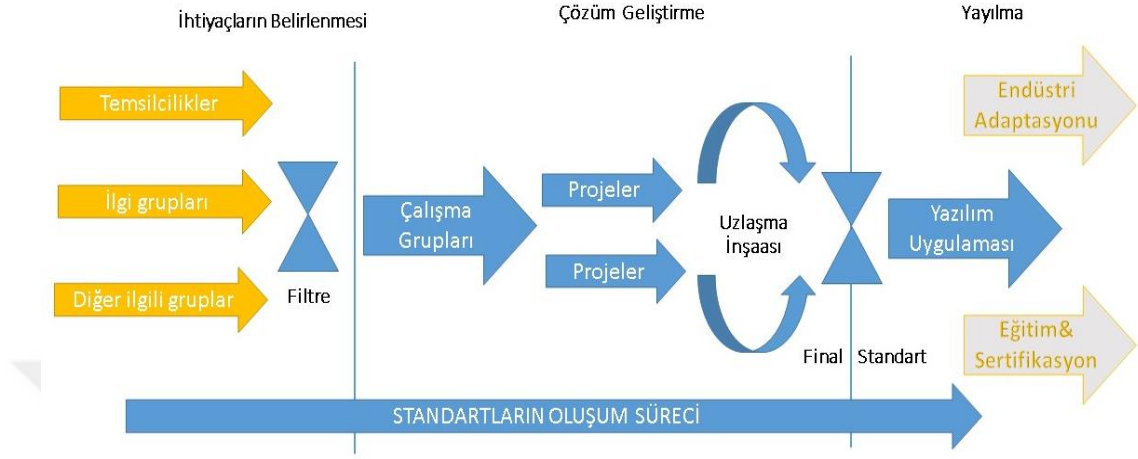 İhtiyaçların Belirlenmesi
Çözüm Geliştirme
Yayılma
Temsilcilikler
İlgi grupları
Diğer ilgili gruplar
Filtre
Çalışma
Grupları
Projeler
Projeler
Uzlaşma
İnşaası
Final
Standart
Endüstri
Adaptasyonu
Yazılım
Uygulaması
Eğitim&
Sertifikasyon
STANDARTLARIN OLUŞUM SÜRECİ